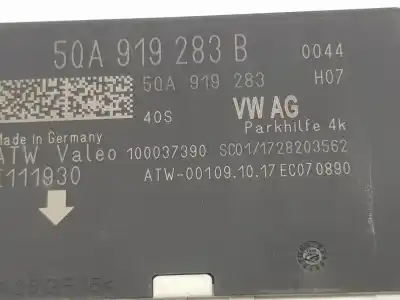 5QA 919 283 B 0044
5QA 919 283 H07
40S VW AG
Made in Germany Parkhilfe 4k
ATW Valeo 100037390 SC01/1728203562
111930 ATW-00109.10.17 EC070890